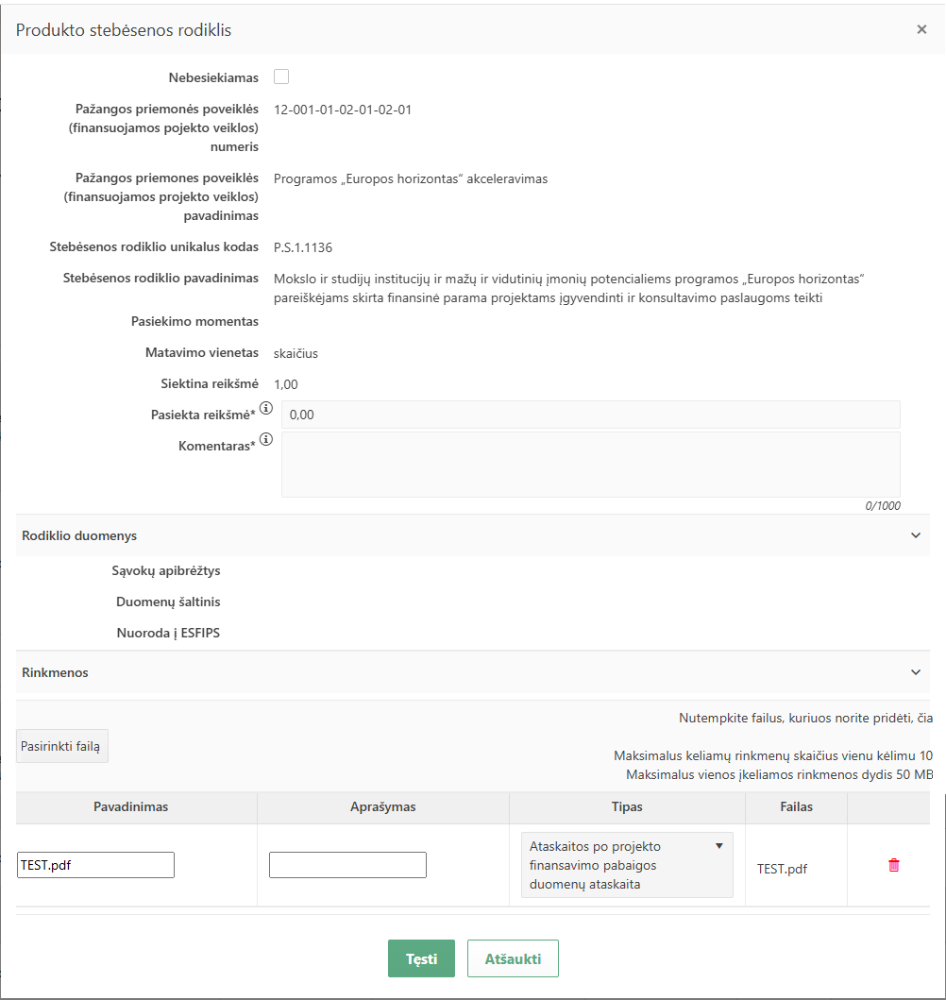 Produkto stebėsenos rodiklis
×
Nebesiekiamas
Pažangos priemonės poveiklės
(finansuojamos pojekto veiklos)
numeris
12-001-01-02-01-02-01
Pažangos priemones poveiklės
(finansuojamos projekto veiklos)
pavadinimas
Programos „Europos horizontas“ akceleravimas
Stebėsenos rodiklio unikalus kodas
P.S.1.1136
Stebėsenos rodiklio pavadinimas
Mokslo ir studijų institucijų ir mažų ir vidutinių įmonių potencialiems programos „Europos horizontas“
pareiškėjams skirta finansinė parama projektams įgyvendinti ir konsultavimo paslaugoms teikti
Pasiekimo momentas
Matavimo vienetas
skaičius
Siektina reikšmė
1,00
Pasiekta reikšmė*
0,00
Komentaras*
0/1000
Rodiklio duomenys
Sąvokų apibrėžtys
Duomenų šaltinis
Nuoroda į ESFIPS
Rinkmenos
Nutempkite failus, kuriuos norite pridėti, čia
Pasirinkti failą
Maksimalus keliamų rinkmenų skaičius vienu kėlimu 10
Maksimalus vienos įkeliamos rinkmenos dydis 50 MB
Pavadinimas Aprašymas Tipas Failas
TEST.pdf
Ataskaitos po projekto
finansavimo pabaigos
duomenų ataskaita
TEST.pdf
Tęsti
Atšaukti